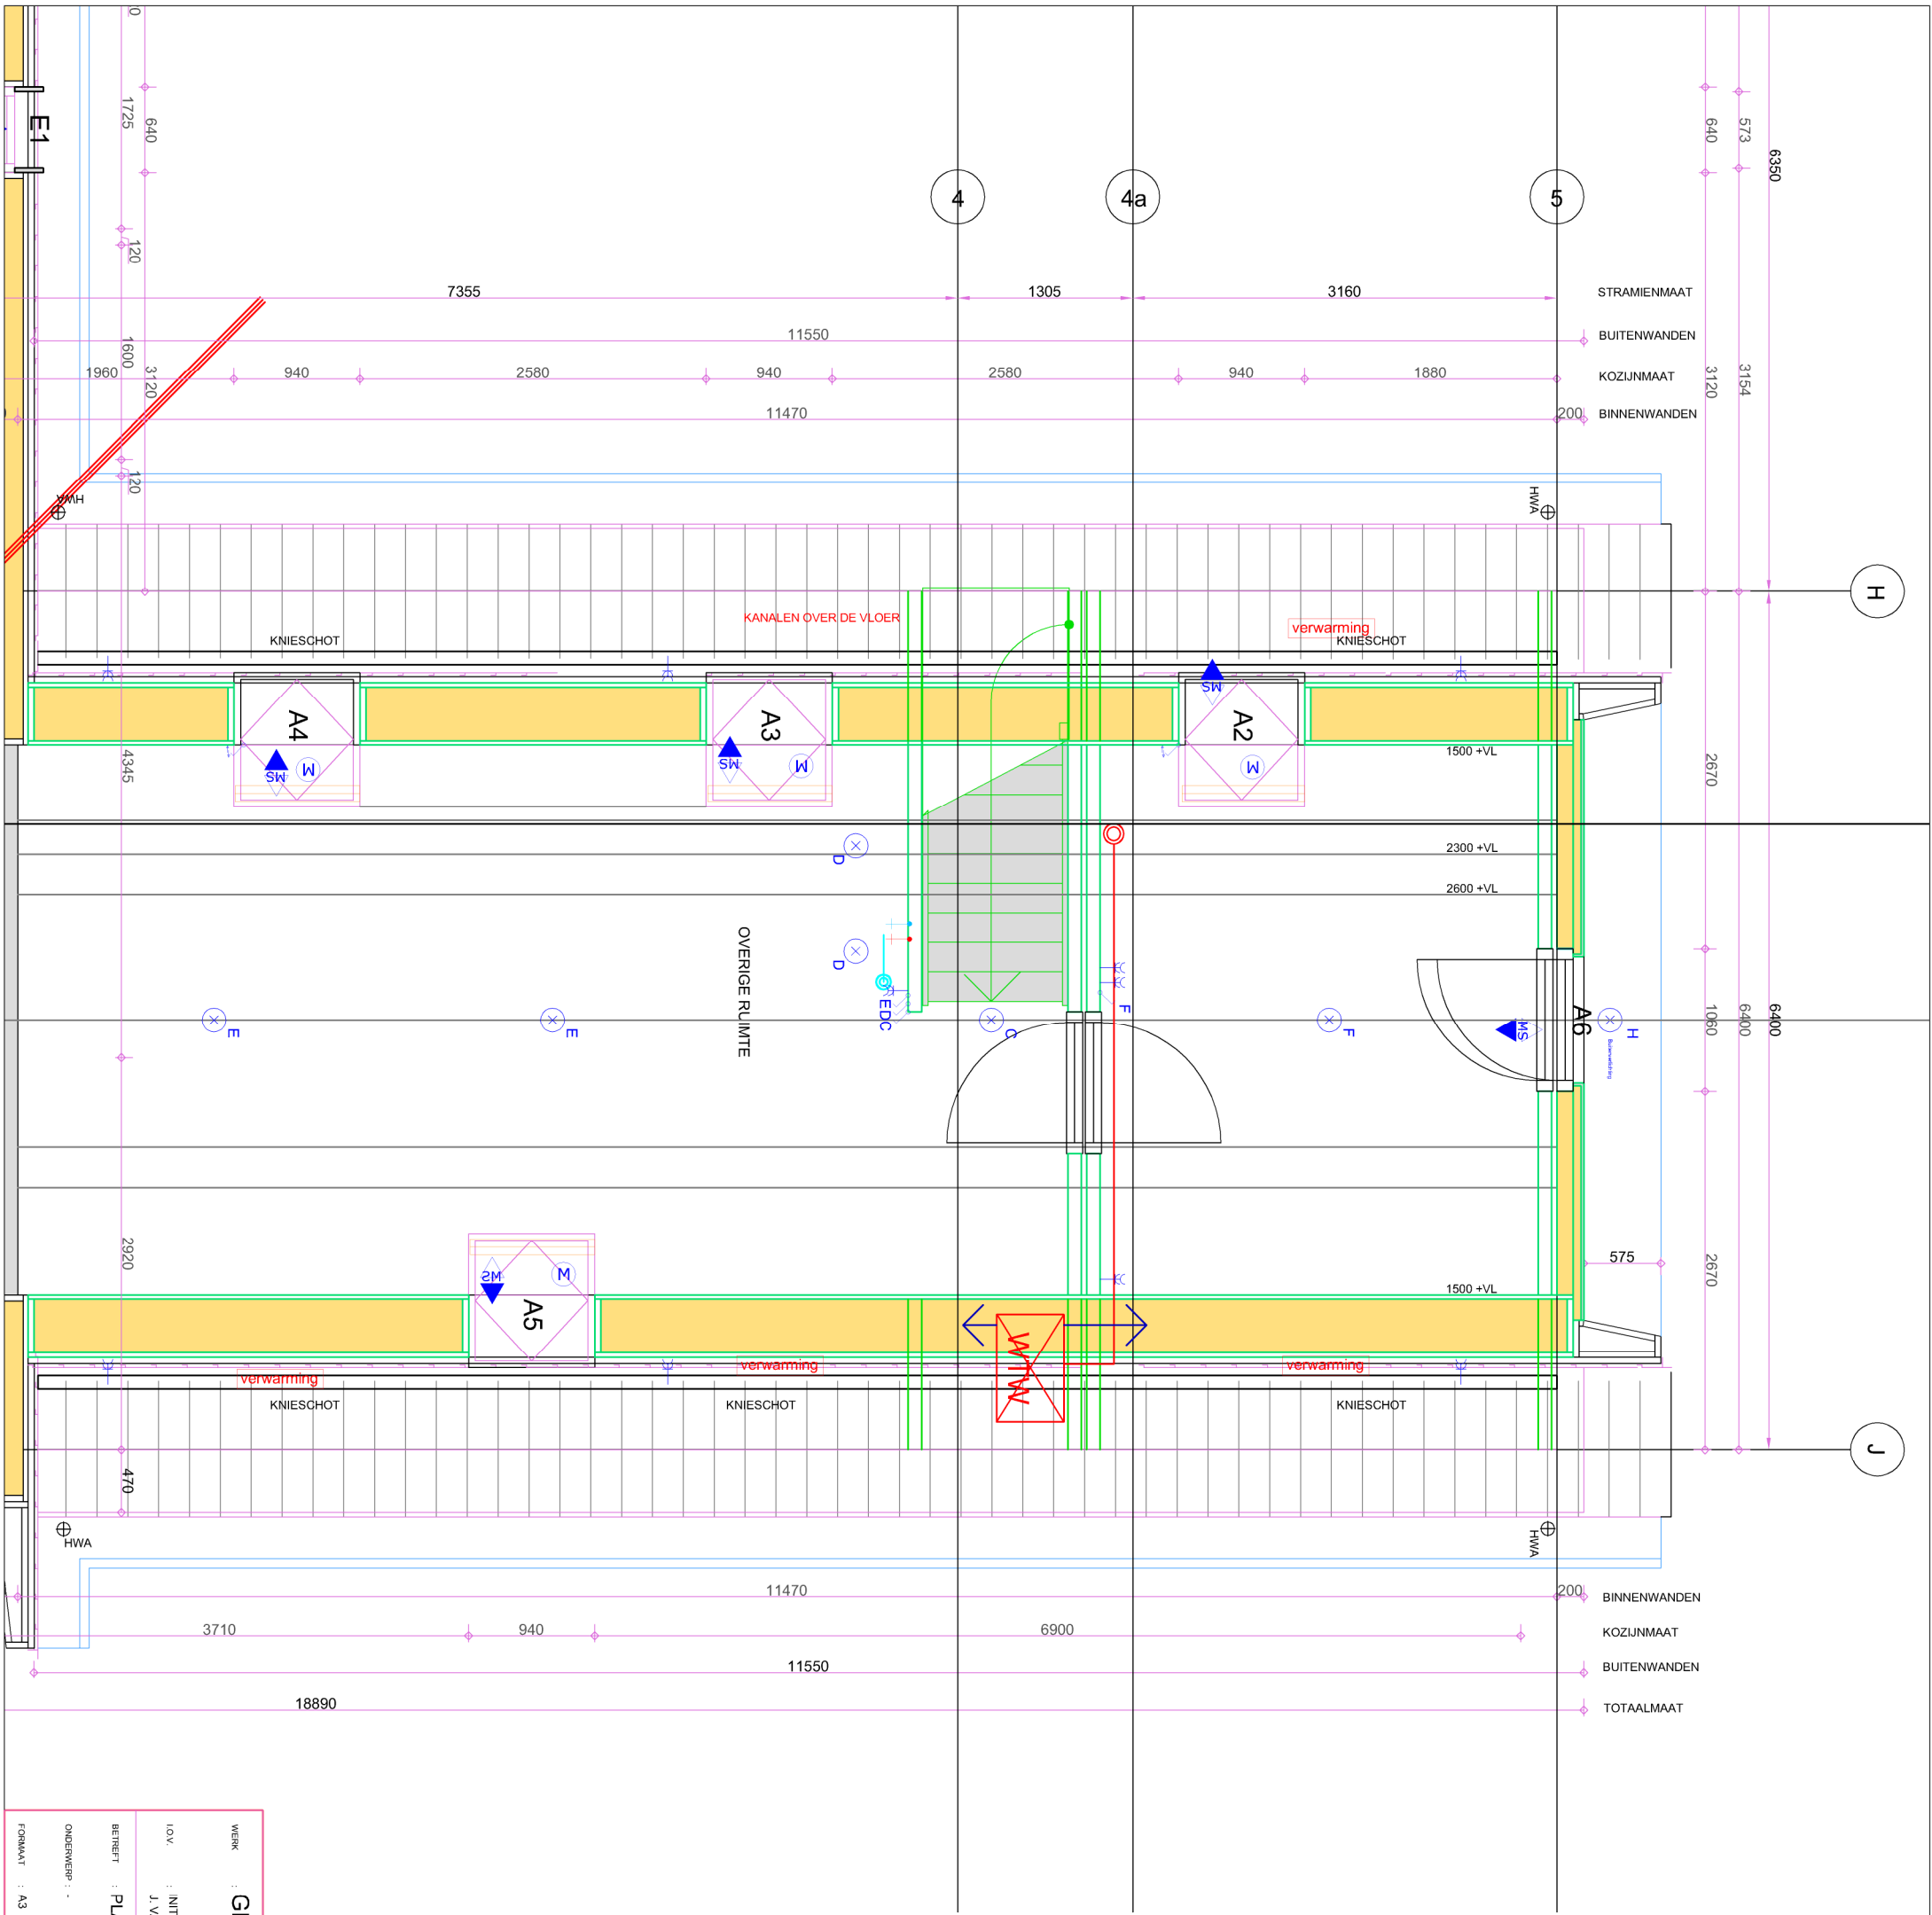 4
4a
5
H
J
7355
1305
3160
STRAMIENMAAT
11550
BUITENWANDEN
1960
940
2580
940
2580
940
1880
KOZIJNMAAT
11470
200
BINNENWANDEN
E1
1725
640
120
1600
3120
120
4345
2920
470
640
573
6350
3120
3154
2670
1060
6400
6400
2670
575
HWA
HWA
KANALEN OVER DE VLOER
verwarming
KNIESCHOT
KNIESCHOT
A4
A3
A2
MS
M
MS
M
MS
M
1500 +VL
2300 +VL
2600 +VL
D
D
OVERIGE RUIMTE
EDC
F
E
E
C
F
MS
A6
H
Buitenverlichting
1500 +VL
MS
M
A5
WTW
verwarming
verwarming
verwarming
KNIESCHOT
KNIESCHOT
KNIESCHOT
HWA
HWA
11470
200
BINNENWANDEN
3710
940
6900
KOZIJNMAAT
11550
BUITENWANDEN
18890
TOTAALMAAT
WERK :
I.O.V. : INIT
J. V.
BETREFT : PL
ONDERWERP : -
FORMAAT : A3